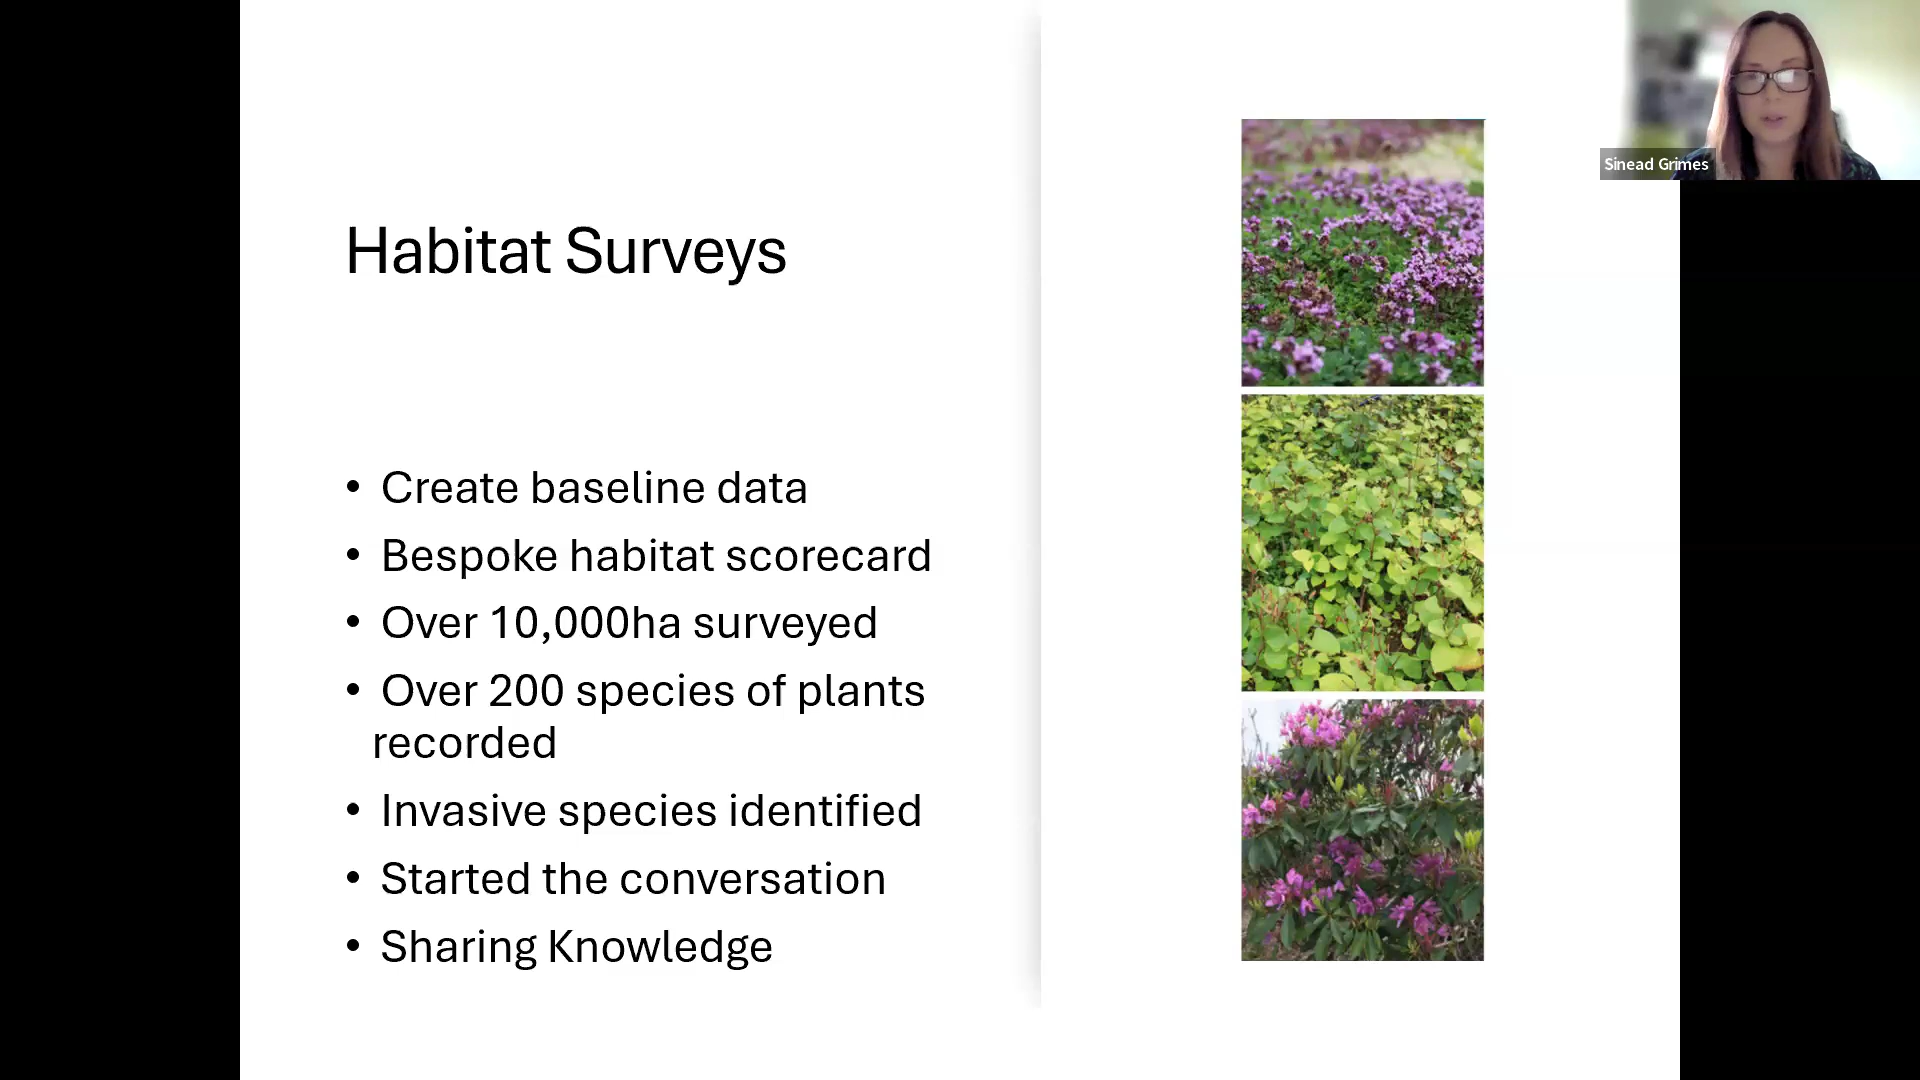 Sinead Grimes
Habitat Surveys
• Create baseline data
• Bespoke habitat scorecard
• Over 10,000ha surveyed
• Over 200 species of plants
recorded
• Invasive species identified
• Started the conversation
• Sharing Knowledge